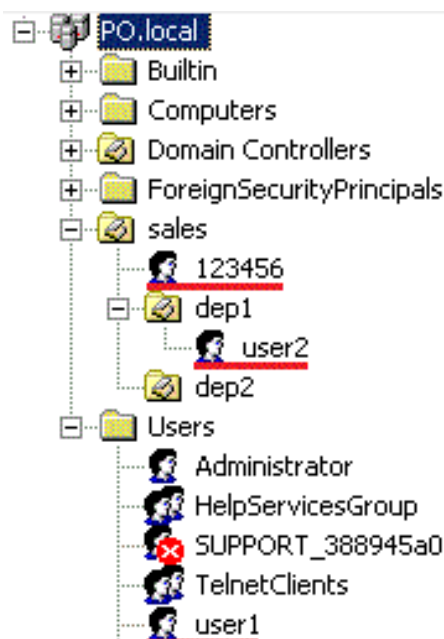 PO.local
Builtin
Computers
Domain Controllers
ForeignSecurityPrincipals
sales
123456
dep1
user2
dep2
Users
Administrator
HelpServicesGroup
SUPPORT_388945a0
TelnetClients
user1